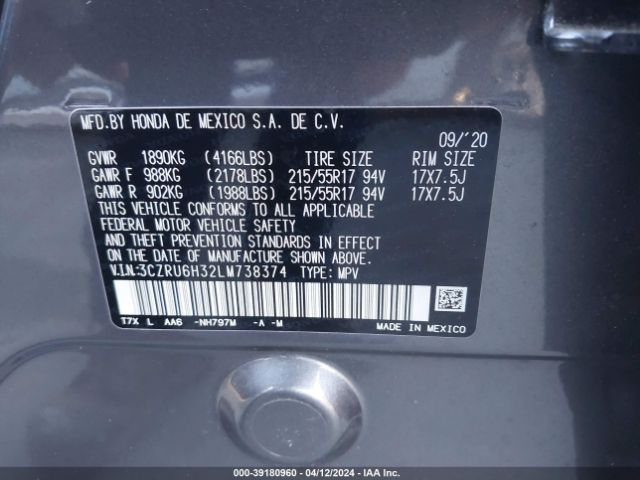 MFD.BY HONDA DE MEXICO S.A. DE C.V.
09/'20
GVWR 1890KG (4166LBS) TIRE SIZE RIM SIZE
GAWR F 988KG (2178LBS) 215/55R17 94V 17X7.5J
GAWR R 902KG (1988LBS) 215/55R17 94V 17X7.5J
THIS VEHICLE CONFORMS TO ALL APPLICABLE
FEDERAL MOTOR VEHICLE SAFETY
AND THEFT PREVENTION STANDARDS IN EFFECT
ON THE DATE OF MANUFACTURE SHOWN ABOVE.
V.I.N:3CZRU6H32LM738374 TYPE: MPV
T7X L AA6 -NH797M -A -M
MADE IN MEXICO
000-39180960 - 04/12/2024 - IAA Inc.